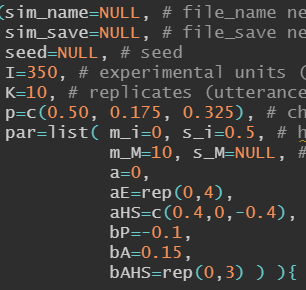 (sim_name=NULL, # file_name ne
sim_save=NULL, # file_save ne
seed=NULL, # seed
I=350, # experimental units (
K=10, # replicates (utterance
p=c(0.50, 0.175, 0.325), # ch
par=list( m_i=0, s_i=0.5, # h
m_M=10, s_M=NULL, #
a=0,
aE=rep(0,4),
aHS=c(0.4,0,-0.4),
bP=-0.1,
bA=0.15,
bAHS=rep(0,3) ) ){